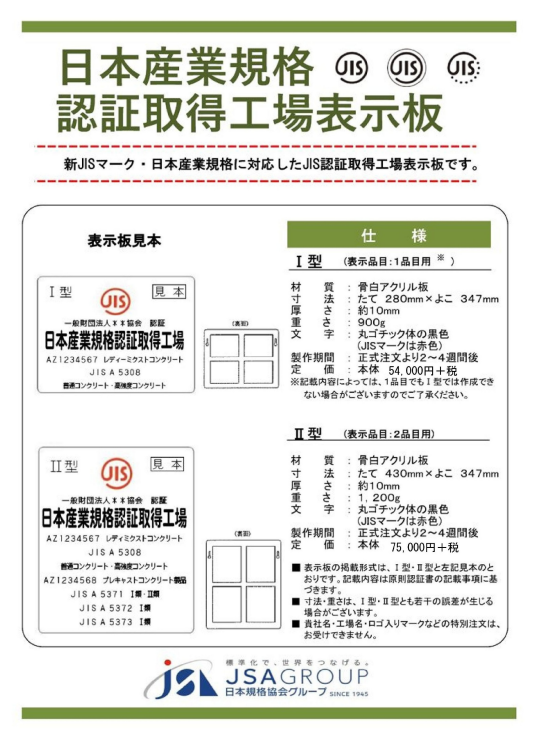 日本産業規格 JIS JIS JIS
認証取得工場表示板
新JISマーク・日本産業規格に対応したJIS認証取得工場表示板です。
表示板見本
Ⅰ型 見本
JIS
一般財団法人＊＊協会 認証
日本産業規格認証取得工場
AZ1234567 レディーミクストコンクリート
JIS A 5308
普通コンクリート・高強度コンクリート
(裏面)
Ⅱ型 見本
JIS
一般財団法人＊＊協会 認証
日本産業規格認証取得工場
AZ1234567 レディミクストコンクリート
JIS A 5308
普通コンクリート・高強度コンクリート
AZ1234568 プレキャストコンクリート製品
JIS A 5371 Ⅰ類・Ⅱ類
JIS A 5372 Ⅰ類
JIS A 5373 Ⅰ類
(裏面)
仕様
Ⅰ型 (表示品目:1品目用 ※ )
材質 : 骨白アクリル板
寸法 : たて 280mm×よこ 347mm
厚さ : 約10mm
重さ : 900g
文字 : 丸ゴチック体の黒色
(JISマークは赤色)
製作期間 : 正式注文より2～4週間後
定価 : 本体 54,000円＋税
※記載内容によっては、1品目でもⅠ型では作成でき
ない場合がございますのでご了承ください。
Ⅱ型 (表示品目:2品目用)
材質 : 骨白アクリル板
寸法 : たて 430mm×よこ 347mm
厚さ : 約10mm
重さ : 1,200g
文字 : 丸ゴチック体の黒色
(JISマークは赤色)
製作期間 : 正式注文より2～4週間後
定価 : 本体 75,000円＋税
■ 表示板の掲載形式は、Ⅰ型・Ⅱ型と左記見本のと
おりです。記載内容は原則認証書の記載事項に基
づきます。
■ 寸法・重さは、Ⅰ型・Ⅱ型とも若干の誤差が生じる
場合がございます。
■ 貴社名・工場名・ロゴ入りマークなどの特別注文は、
お受けできません。
標準化で、世界をつなげる。
JSA JSAGROUP
日本規格協会グループ SINCE 1945